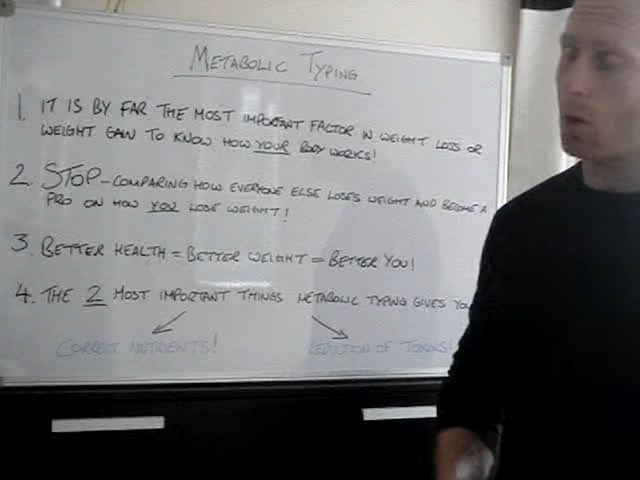 METABOLIC TYPING
1. IT IS BY FAR THE MOST IMPORTANT FACTOR IN WEIGHT LOSS OR
WEIGHT GAIN TO KNOW HOW YOUR BODY WORKS!
2. STOP - COMPARING HOW EVERYONE ELSE LOSES WEIGHT AND BECOME A
PRO ON HOW YOU LOSE WEIGHT!
3. BETTER HEALTH = BETTER WEIGHT = BETTER YOU!
4. THE 2 MOST IMPORTANT THINGS METABOLIC TYPING GIVES YOU
CORRECT NUTRIENTS! REDUCTION OF TOXINS!